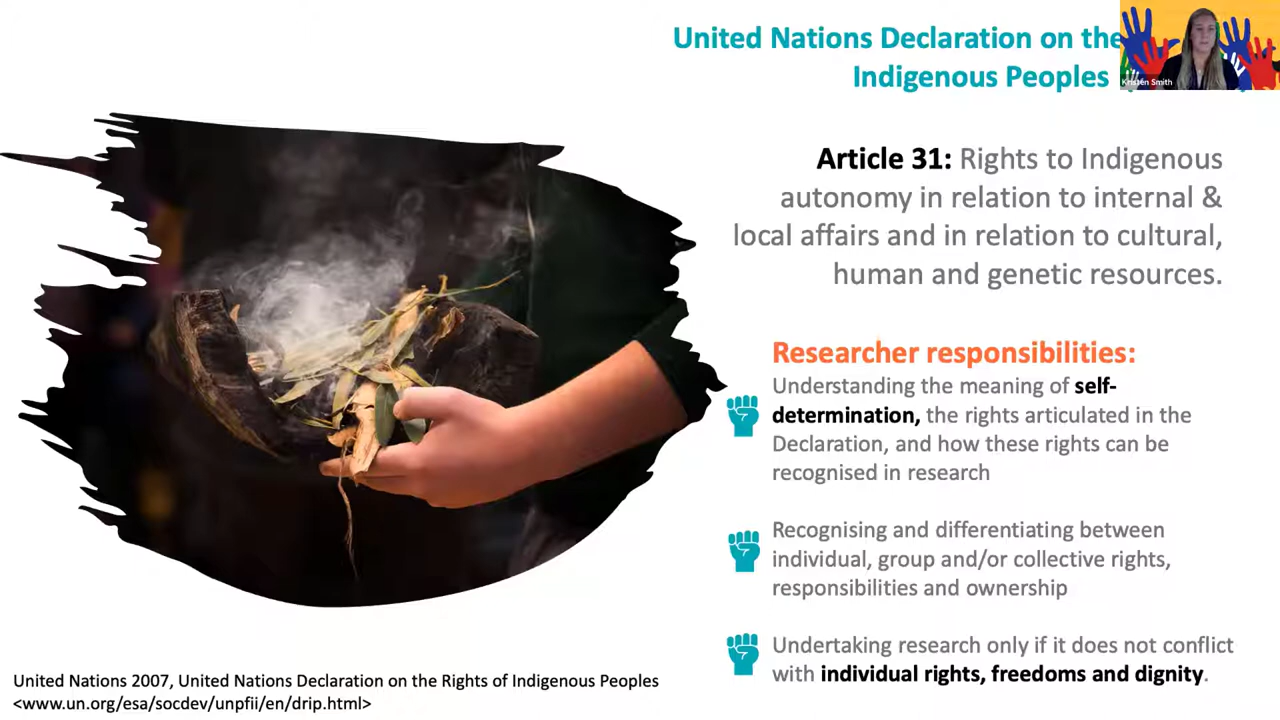 United Nations Declaration on the
Indigenous Peoples
Kristen Smith
Article 31: Rights to Indigenous
autonomy in relation to internal &
local affairs and in relation to cultural,
human and genetic resources.
Researcher responsibilities:
Understanding the meaning of self-
determination, the rights articulated in the
Declaration, and how these rights can be
recognised in research
Recognising and differentiating between
individual, group and/or collective rights,
responsibilities and ownership
Undertaking research only if it does not conflict
with individual rights, freedoms and dignity.
United Nations 2007, United Nations Declaration on the Rights of Indigenous Peoples
<www.un.org/esa/socdev/unpfii/en/drip.html>